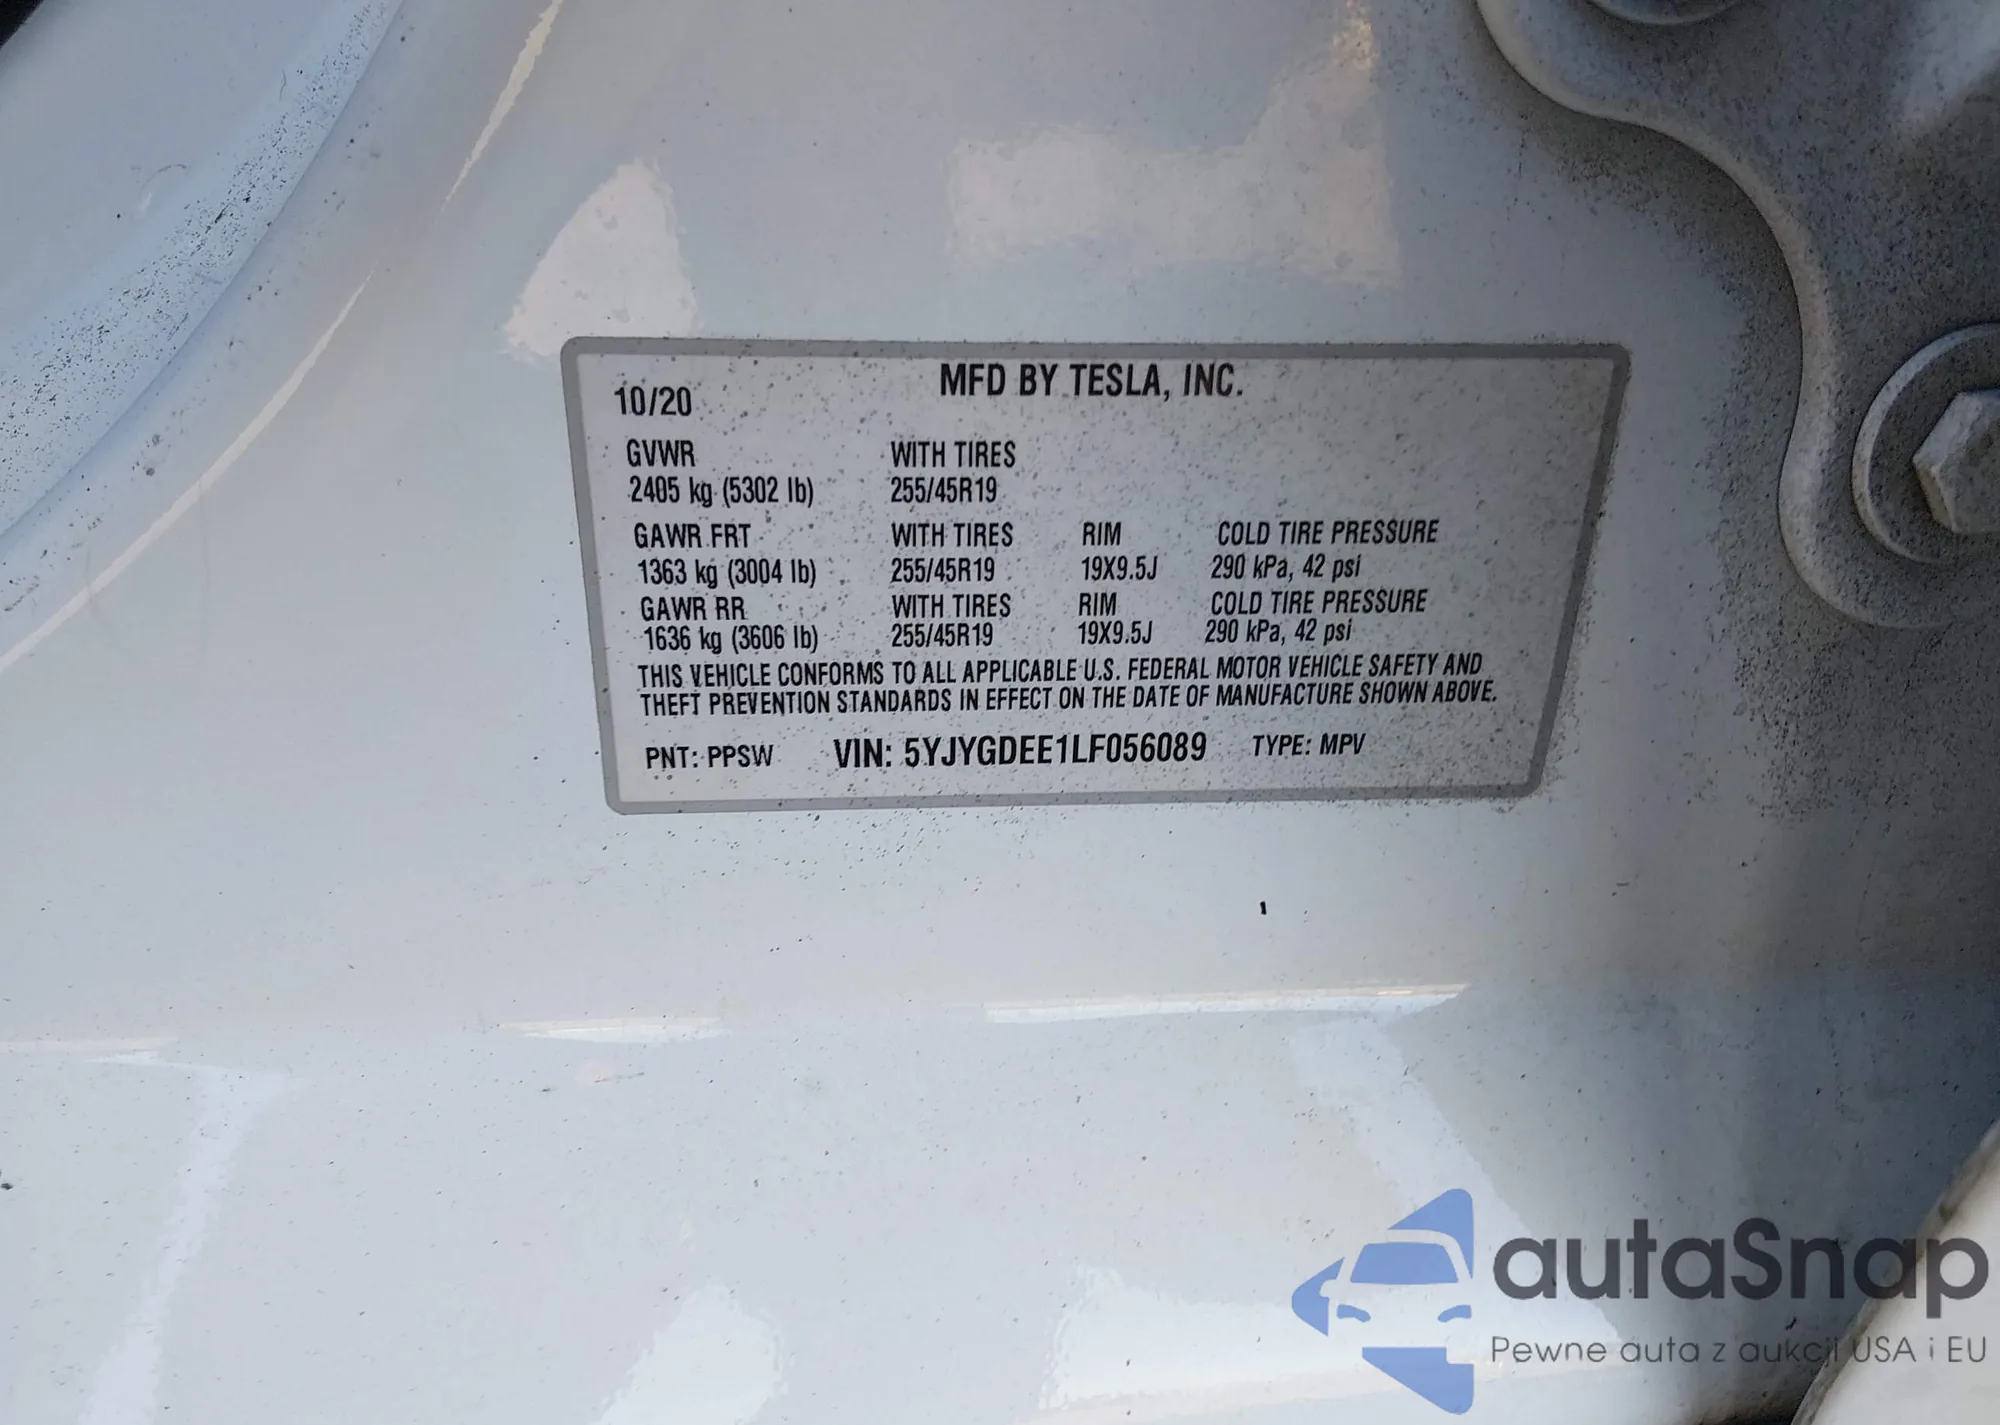 10/20 MFD BY TESLA, INC.
GVWR WITH TIRES
2405 kg (5302 lb) 255/45R19
GAWR FRT WITH TIRES RIM COLD TIRE PRESSURE
1363 kg (3004 lb) 255/45R19 19X9.5J 290 kPa, 42 psi
GAWR RR WITH TIRES RIM COLD TIRE PRESSURE
1636 kg (3606 lb) 255/45R19 19X9.5J 290 kPa, 42 psi
THIS VEHICLE CONFORMS TO ALL APPLICABLE U.S. FEDERAL MOTOR VEHICLE SAFETY AND
THEFT PREVENTION STANDARDS IN EFFECT ON THE DATE OF MANUFACTURE SHOWN ABOVE.
PNT: PPSW VIN: 5YJYGDEE1LF056089 TYPE: MPV
autaSnap
Pewne auta z aukcji USA i EU